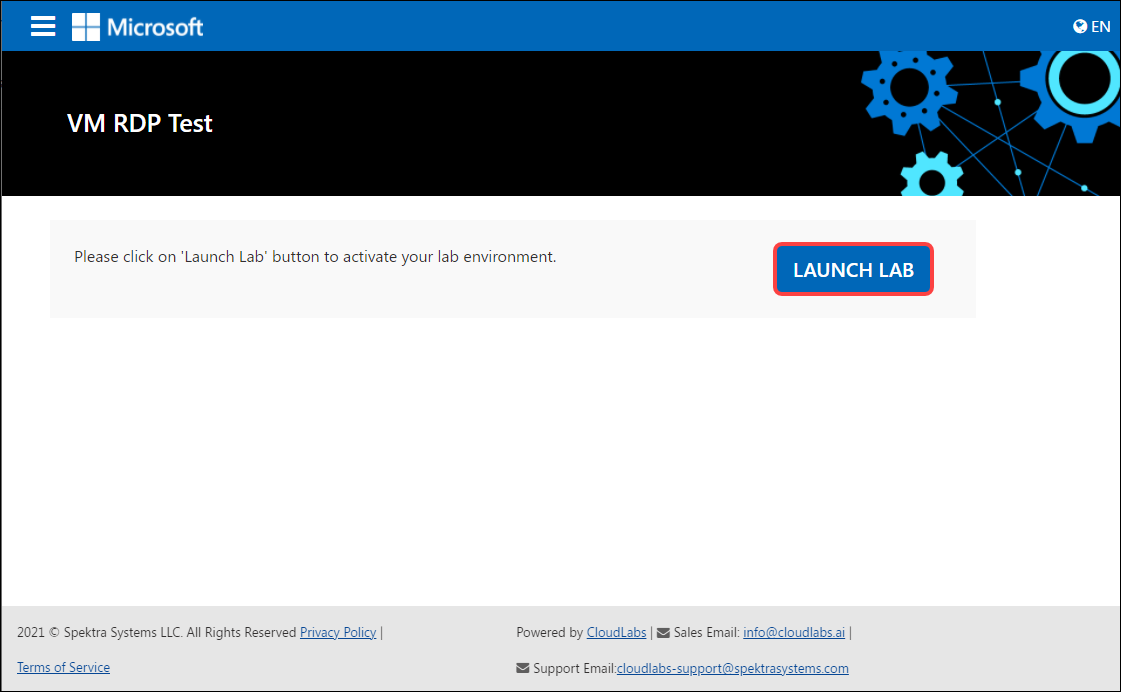 Microsoft
EN
VM RDP Test
Please click on 'Launch Lab' button to activate your lab environment.
LAUNCH LAB
2021 © Spektra Systems LLC. All Rights Reserved Privacy Policy |
Terms of Service
Powered by CloudLabs | Sales Email: info@cloudlabs.ai |
Support Email:cloudlabs-support@spektrasystems.com